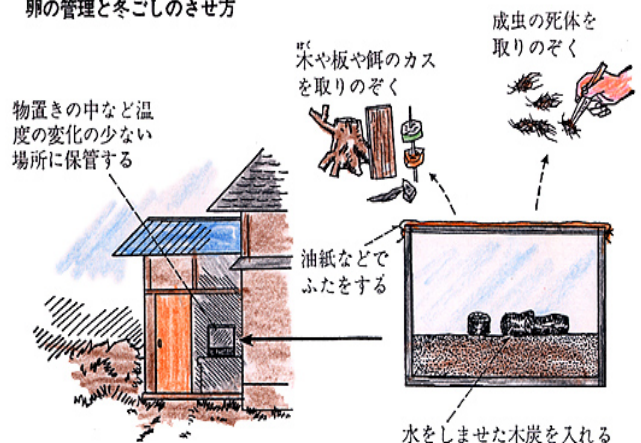 卵の管理と冬ごしのさせ方
成虫の死体を
取りのぞく
ぼく
木や板や餌のカス
を取りのぞく
物置きの中など温
度の変化の少ない
場所に保管する
油紙などで
ふたをする
水をしませた木炭を入れる